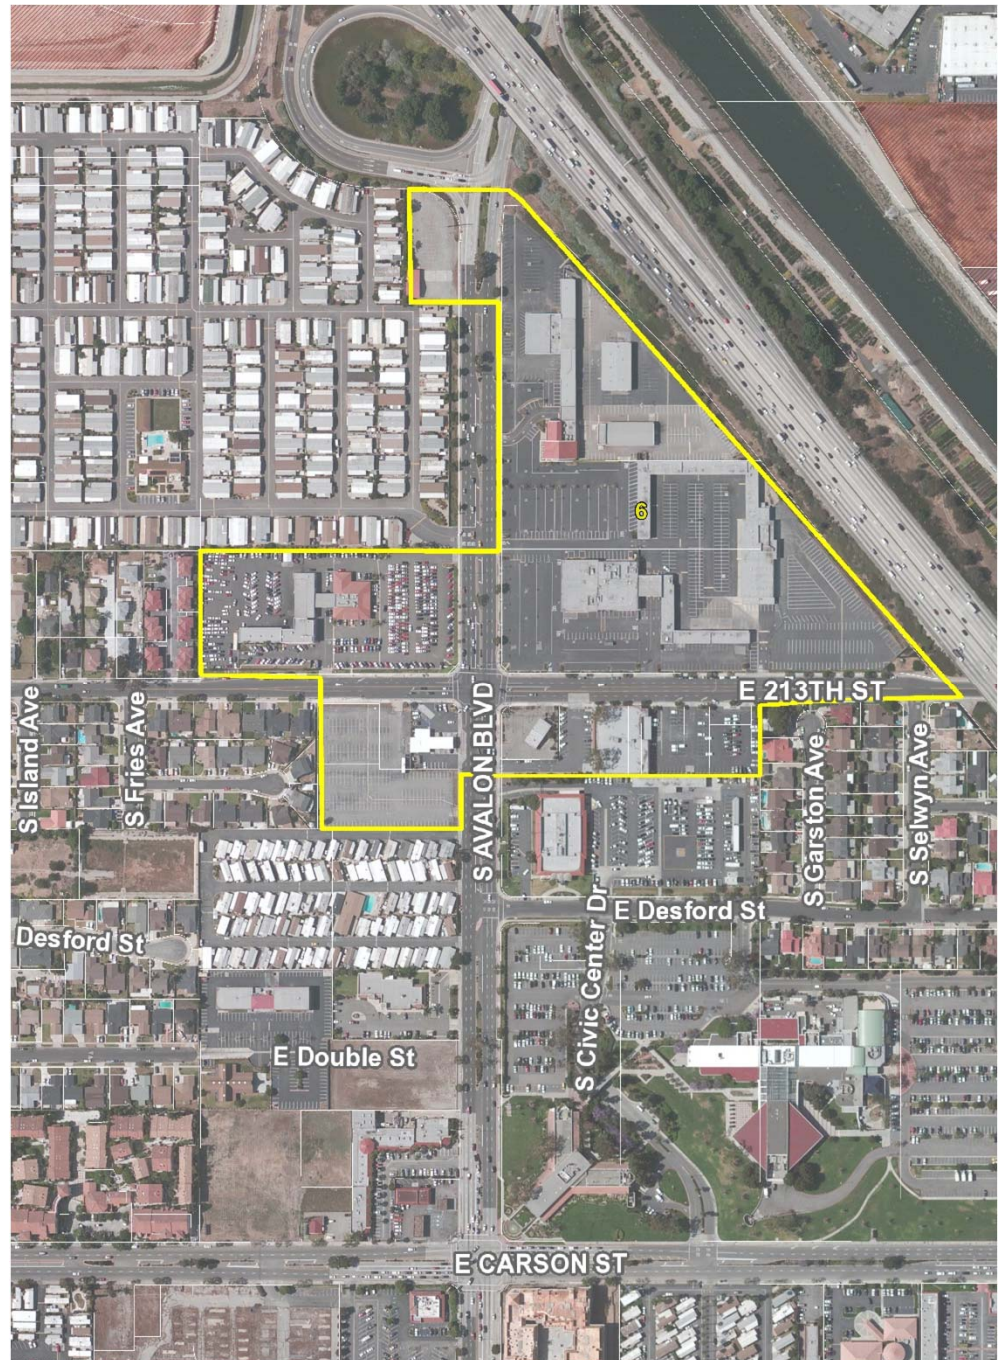 6
E 213TH ST
S Island Ave
S Fries Ave
S AVALON BLVD
S Garston Ave
S Selwyn Ave
E Desford St
Desford St
S Civic Center Dr
E Double St
E CARSON ST